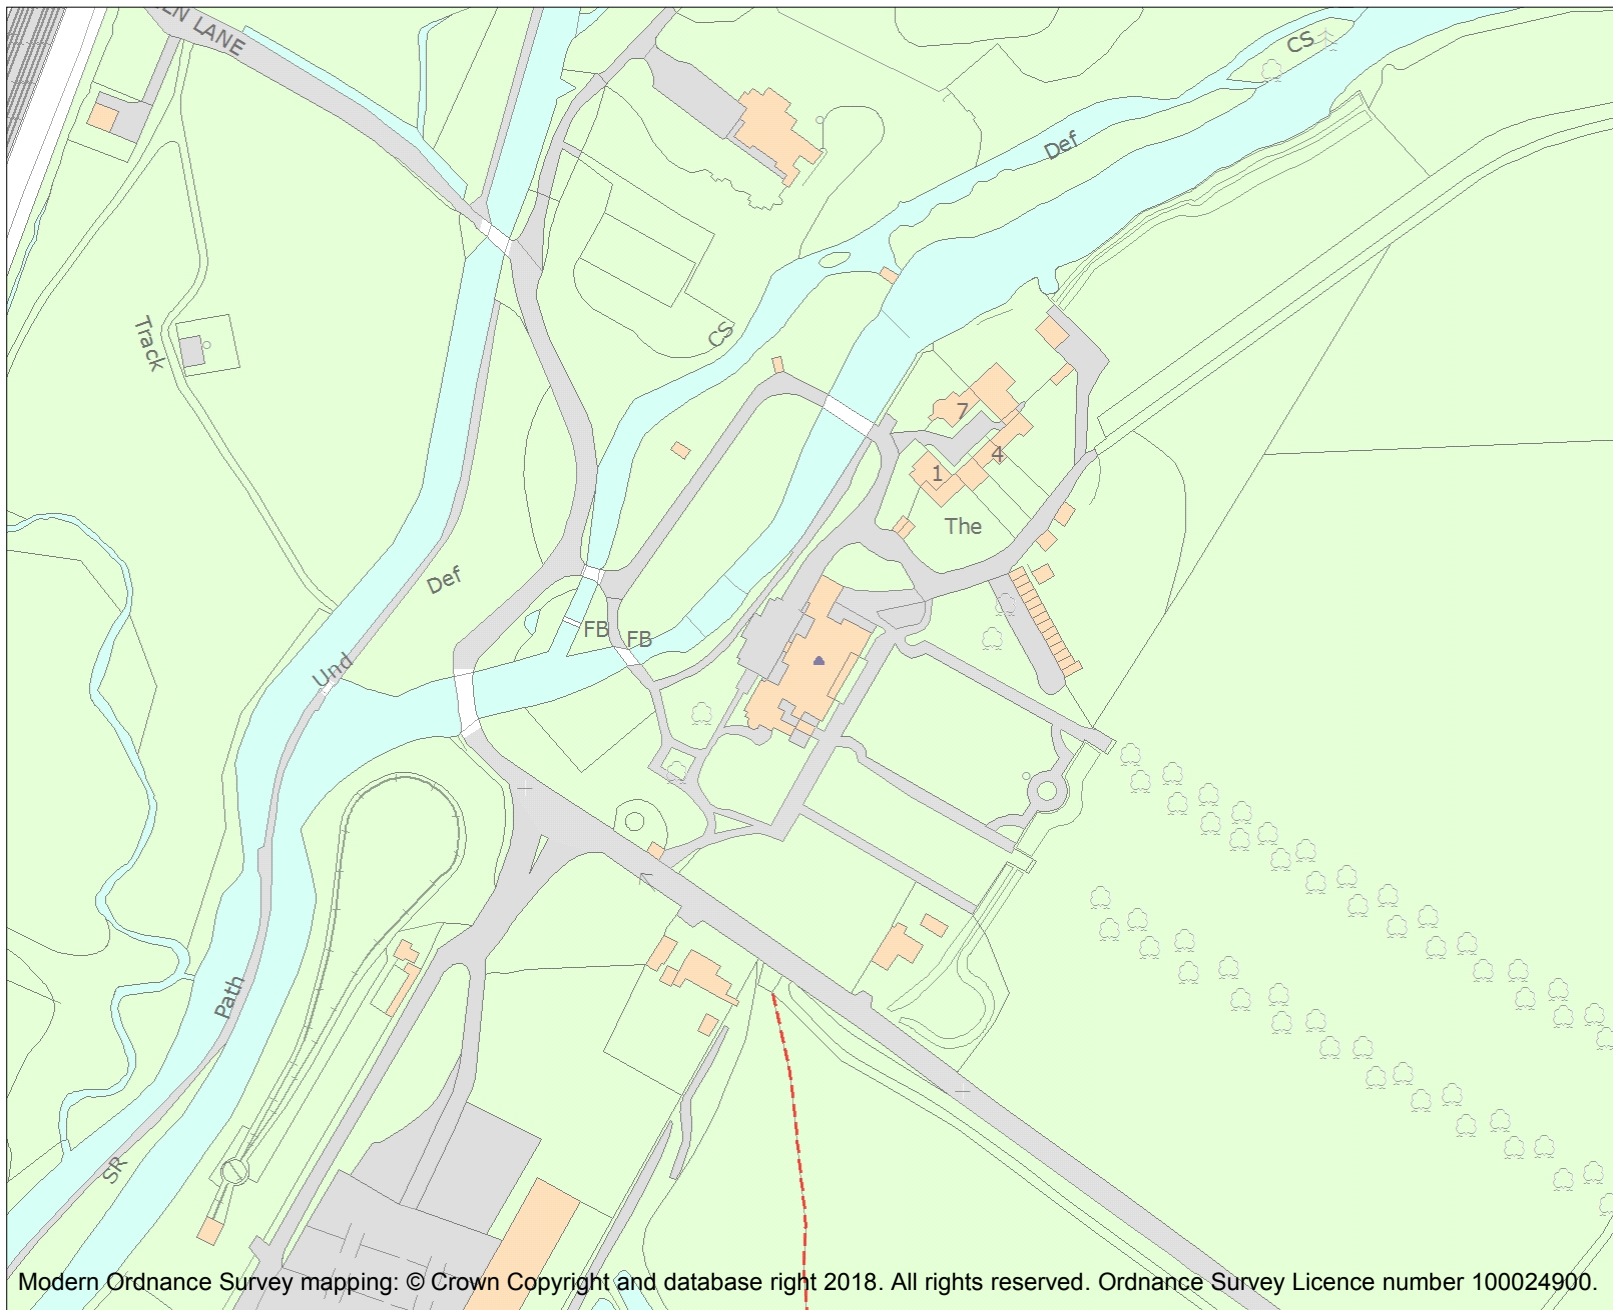 LANE
CS
Def
Track
CS
7
4
1
The
Def
FB
FB
Und
Path
SR
Modern Ordnance Survey mapping: © Crown Copyright and database right 2018. All rights reserved. Ordnance Survey Licence number 100024900.